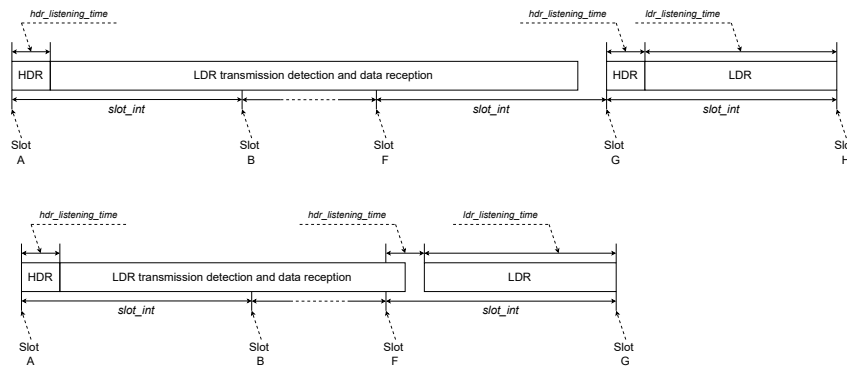 hdr_listening_time hdr_listening_time ldr_listening_time
HDR LDR transmission detection and data reception HDR LDR
slot_int slot_int slot_int
Slot Slot Slot Slot Slot
A B F G H
hdr_listening_time hdr_listening_time ldr_listening_time
HDR LDR transmission detection and data reception LDR
slot_int slot_int
Slot Slot Slot Slot
A B F G